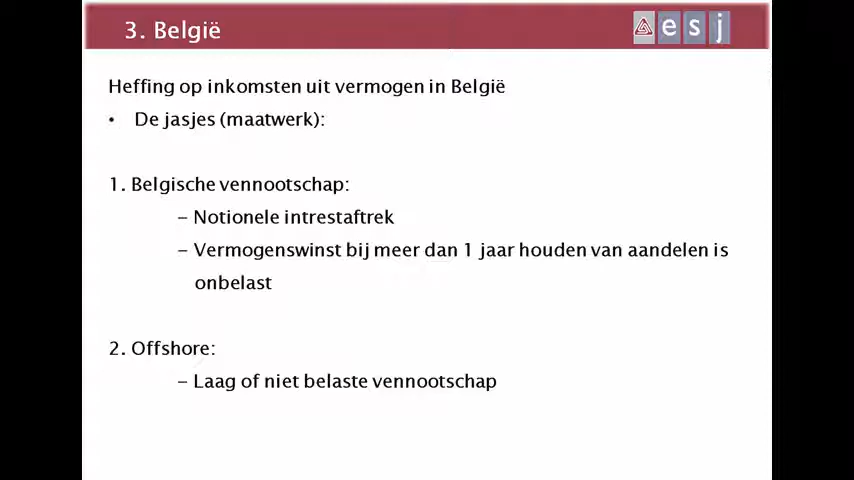 3. België
esj
Heffing op inkomsten uit vermogen in België
• De jasjes (maatwerk):
1. Belgische vennootschap:
– Notionele intrestaftrek
– Vermogenswinst bij meer dan 1 jaar houden van aandelen is
onbelast
2. Offshore:
– Laag of niet belaste vennootschap